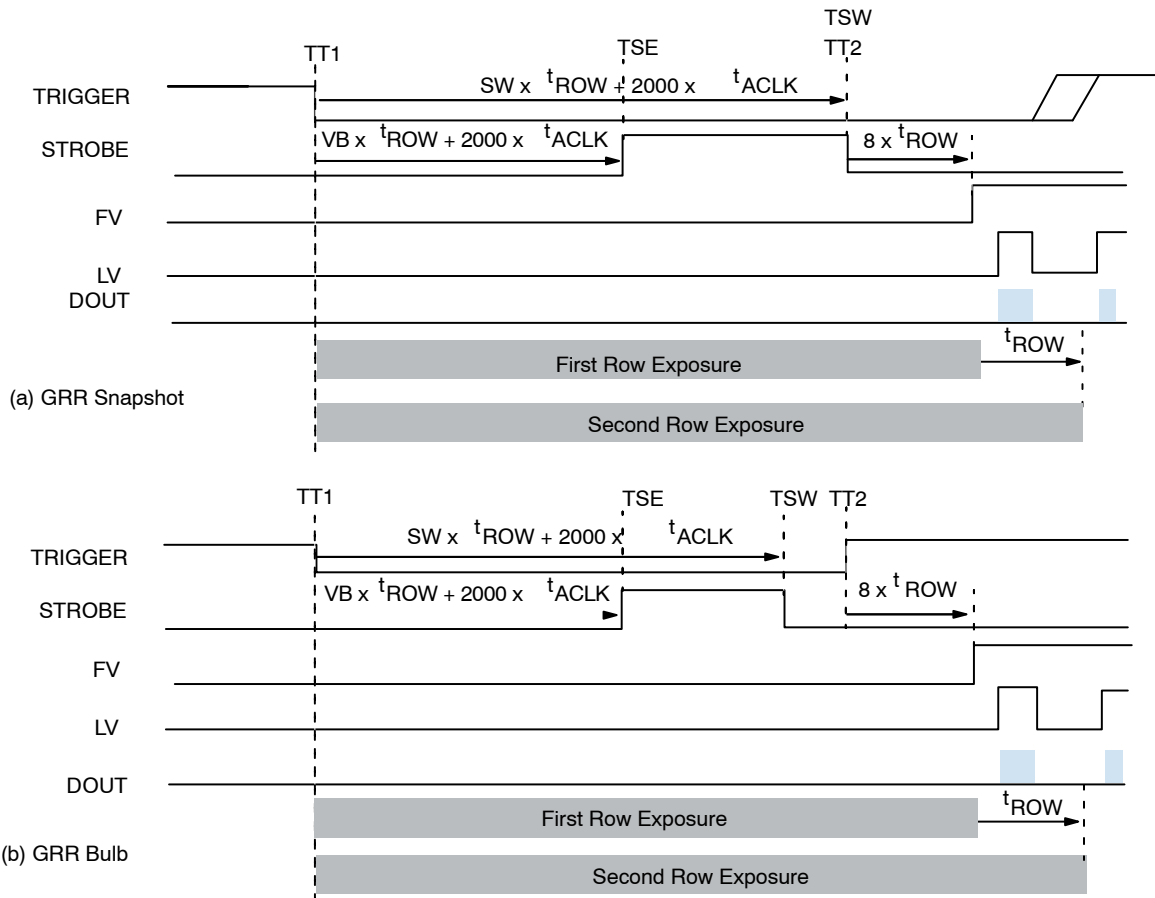 TSW
TT1 TSE TT2
TRIGGER SW x tROW + 2000 x tACLK
STROBE VB x tROW + 2000 x tACLK 8 x tROW
FV
LV
DOUT
tROW
First Row Exposure
(a) GRR Snapshot
Second Row Exposure
TT1 TSE TSW TT2
SW x tROW + 2000 x tACLK
TRIGGER
VB x tROW + 2000 x tACLK 8 x tROW
STROBE
FV
LV
DOUT
tROW
First Row Exposure
(b) GRR Bulb
Second Row Exposure